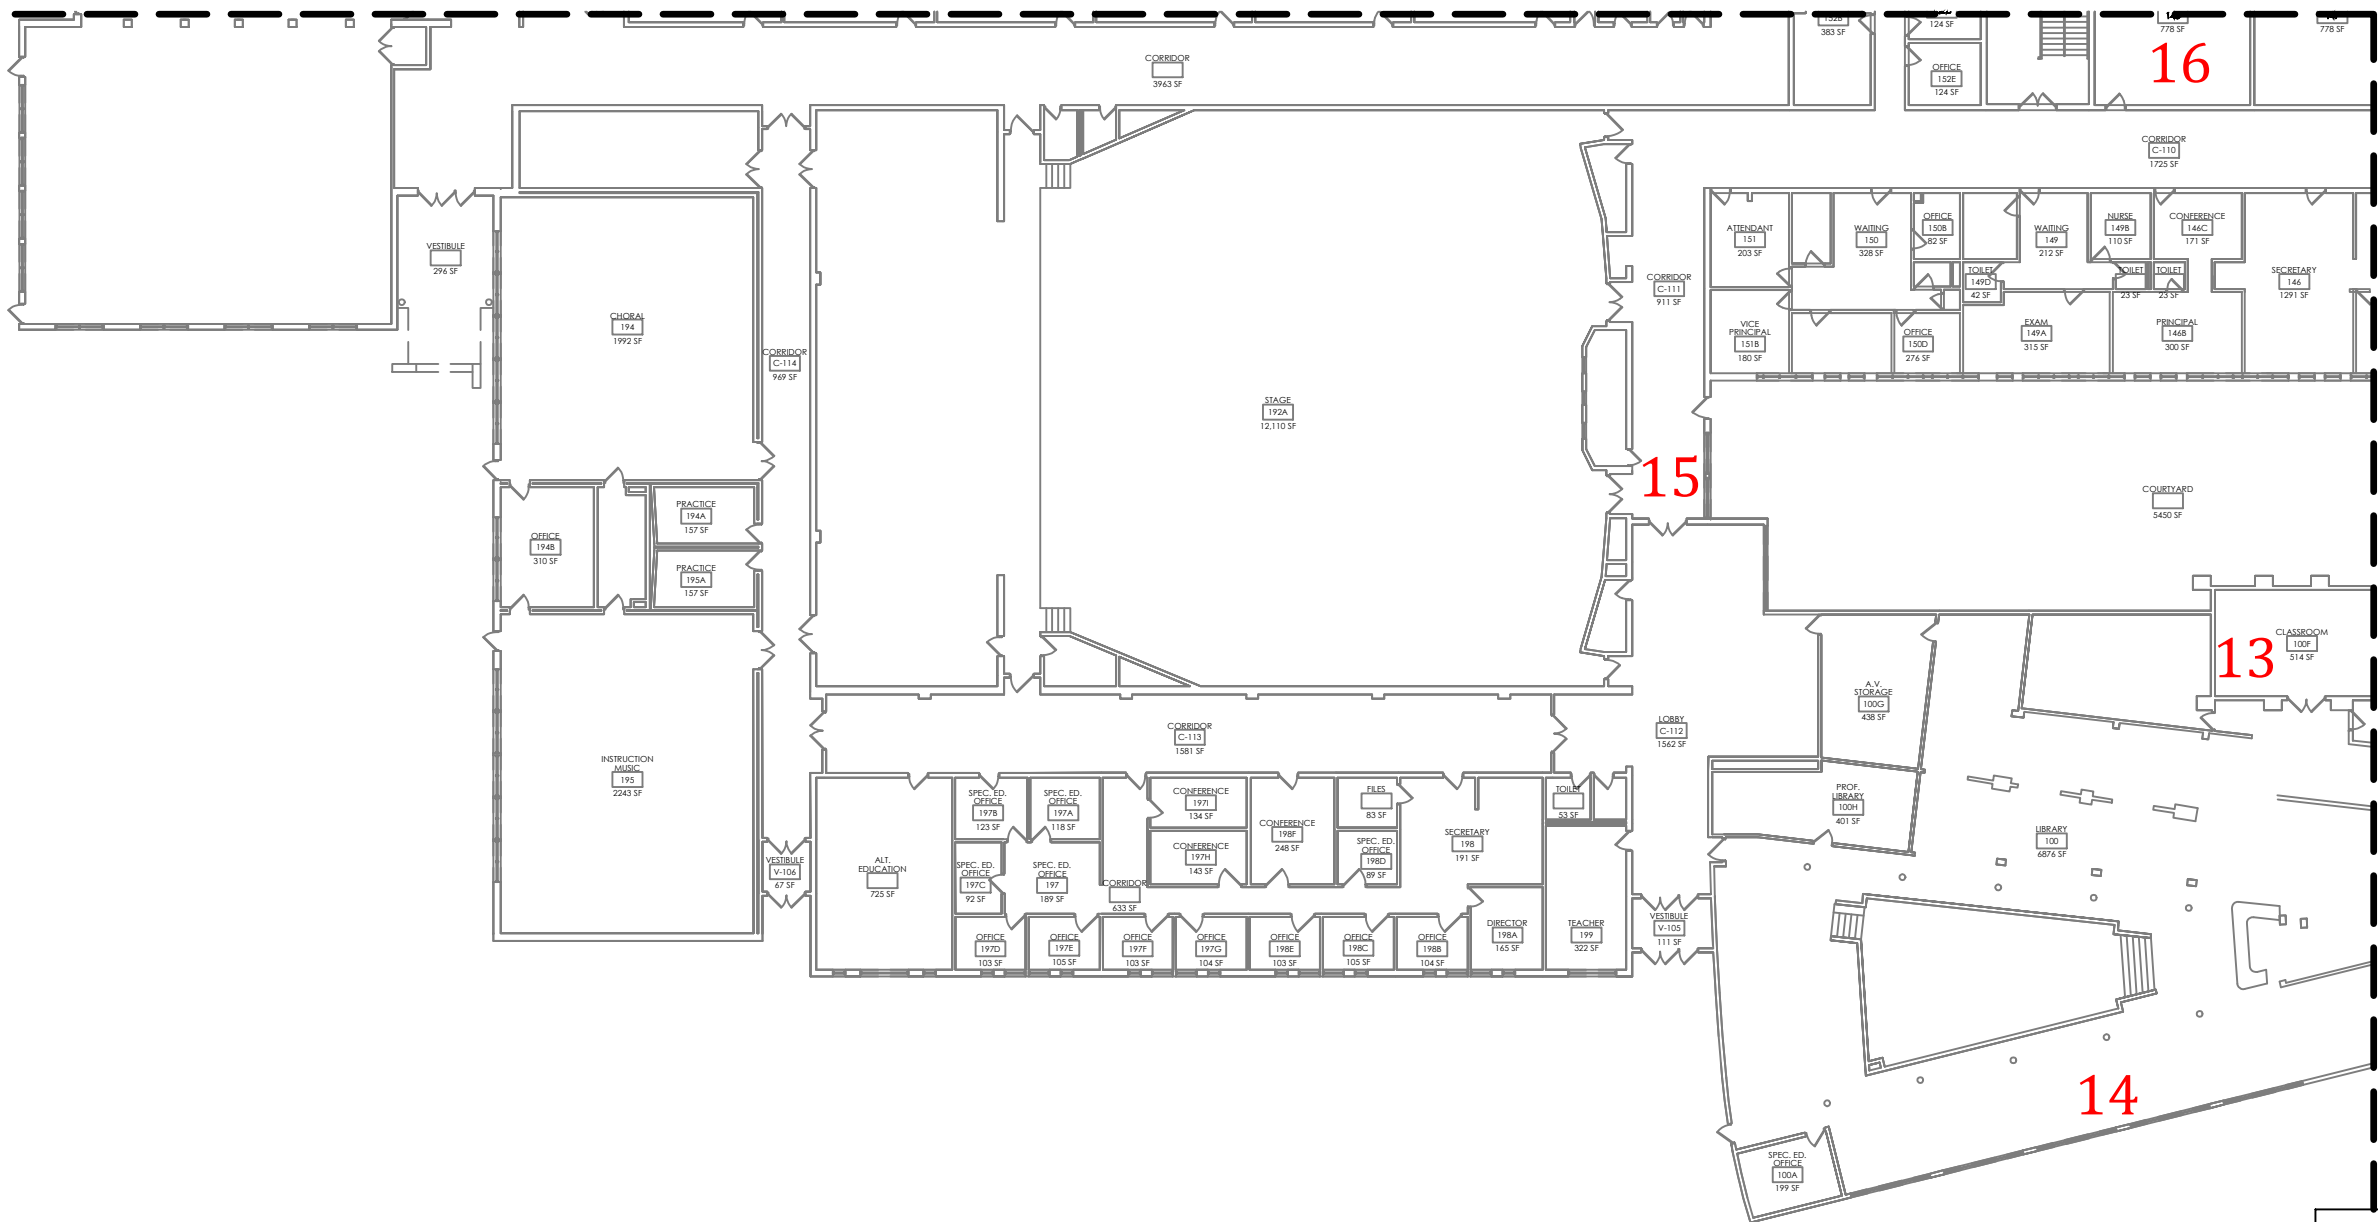 152B
383 SF
124 SF
778 SF
778 SF
16
OFFICE
152E
124 SF
CORRIDOR
3963 SF
CORRIDOR
C-110
1725 SF
VESTIBULE
296 SF
ATTENDANT
151
203 SF
WAITING
150
328 SF
OFFICE
150B
82 SF
WAITING
149
212 SF
NURSE
149B
110 SF
CONFERENCE
146C
171 SF
TOILET
149D
42 SF
TOILET
23 SF
TOILET
23 SF
SECRETARY
146
1291 SF
CORRIDOR
C-111
911 SF
VICE
PRINCIPAL
151B
180 SF
OFFICE
150D
276 SF
EXAM
149A
315 SF
PRINCIPAL
146B
300 SF
CHORAL
194
1992 SF
CORRIDOR
C-114
969 SF
STAGE
192A
12,110 SF
15
COURTYARD
5450 SF
PRACTICE
194A
157 SF
OFFICE
194B
310 SF
PRACTICE
195A
157 SF
CLASSROOM
100F
514 SF
13
A.V.
STORAGE
100G
438 SF
CORRIDOR
C-113
1581 SF
LOBBY
C-112
1562 SF
INSTRUCTION
MUSIC
195
2243 SF
SPEC. ED.
OFFICE
197B
123 SF
SPEC. ED.
OFFICE
197A
118 SF
CONFERENCE
197I
134 SF
CONFERENCE
198F
248 SF
FILES
83 SF
TOILET
53 SF
PROF.
LIBRARY
100H
401 SF
LIBRARY
100
6876 SF
VESTIBULE
V-106
67 SF
ALT.
EDUCATION
725 SF
SPEC. ED.
OFFICE
197C
92 SF
SPEC. ED.
OFFICE
197
189 SF
CORRIDOR
633 SF
CONFERENCE
197H
143 SF
SPEC. ED.
OFFICE
198D
89 SF
SECRETARY
198
191 SF
OFFICE
197D
103 SF
OFFICE
197E
105 SF
OFFICE
197F
103 SF
OFFICE
197G
104 SF
OFFICE
198E
103 SF
OFFICE
198C
105 SF
OFFICE
198B
104 SF
DIRECTOR
198A
165 SF
TEACHER
199
322 SF
VESTIBULE
V-105
111 SF
14
SPEC. ED.
OFFICE
100A
199 SF